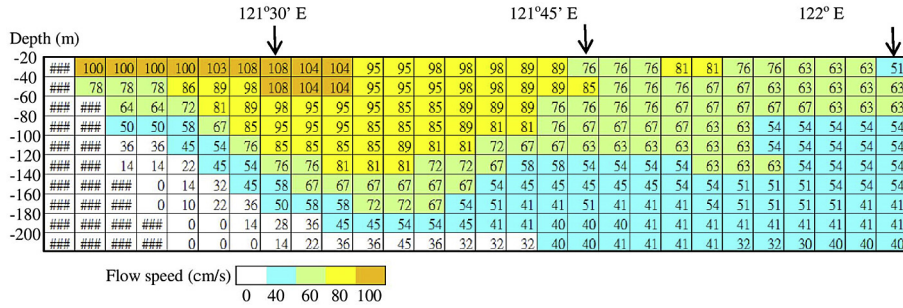 121°30' E 121°45' E 122° E
Depth (m)
-20 ### 100 100 100 100 103 108 108 104 104 95 95 98 98 98 89 89 76 76 76 81 81 76 76 63 63 63 51
-40 ### 78 78 78 86 89 98 108 104 104 95 95 98 98 98 89 89 85 76 76 76 67 67 67 67 63 63 63
-60 ### ### 64 64 72 81 89 98 95 95 95 85 85 89 89 89 76 76 76 76 67 67 63 63 63 63 63 63
-80 ### ### 50 50 58 67 85 95 95 95 85 85 85 89 81 81 76 67 67 67 67 63 63 54 54 54 54 54
-100 ### ### 36 36 45 54 76 85 85 85 85 89 81 81 72 67 67 63 63 63 63 63 63 54 54 54 54 54
-120 ### ### 14 14 22 45 54 76 76 81 81 81 72 72 67 58 58 54 54 54 54 63 63 63 54 54 54 54
-140 ### ### ### 0 14 32 45 58 67 67 67 67 67 67 54 45 45 45 45 45 54 54 51 51 51 54 54 54
-160 ### ### ### 0 10 22 36 50 58 58 72 72 67 54 51 41 41 51 41 41 41 54 51 51 51 51 41 41
-180 ### ### ### ### 0 0 14 28 36 45 45 54 54 45 41 41 40 40 40 41 41 41 41 41 41 41 41 41
-200 ### ### ### ### 0 0 0 14 22 36 36 45 36 32 32 32 40 40 41 41 41 41 32 32 30 40 40 40
Flow speed (cm/s)
0 40 60 80 100